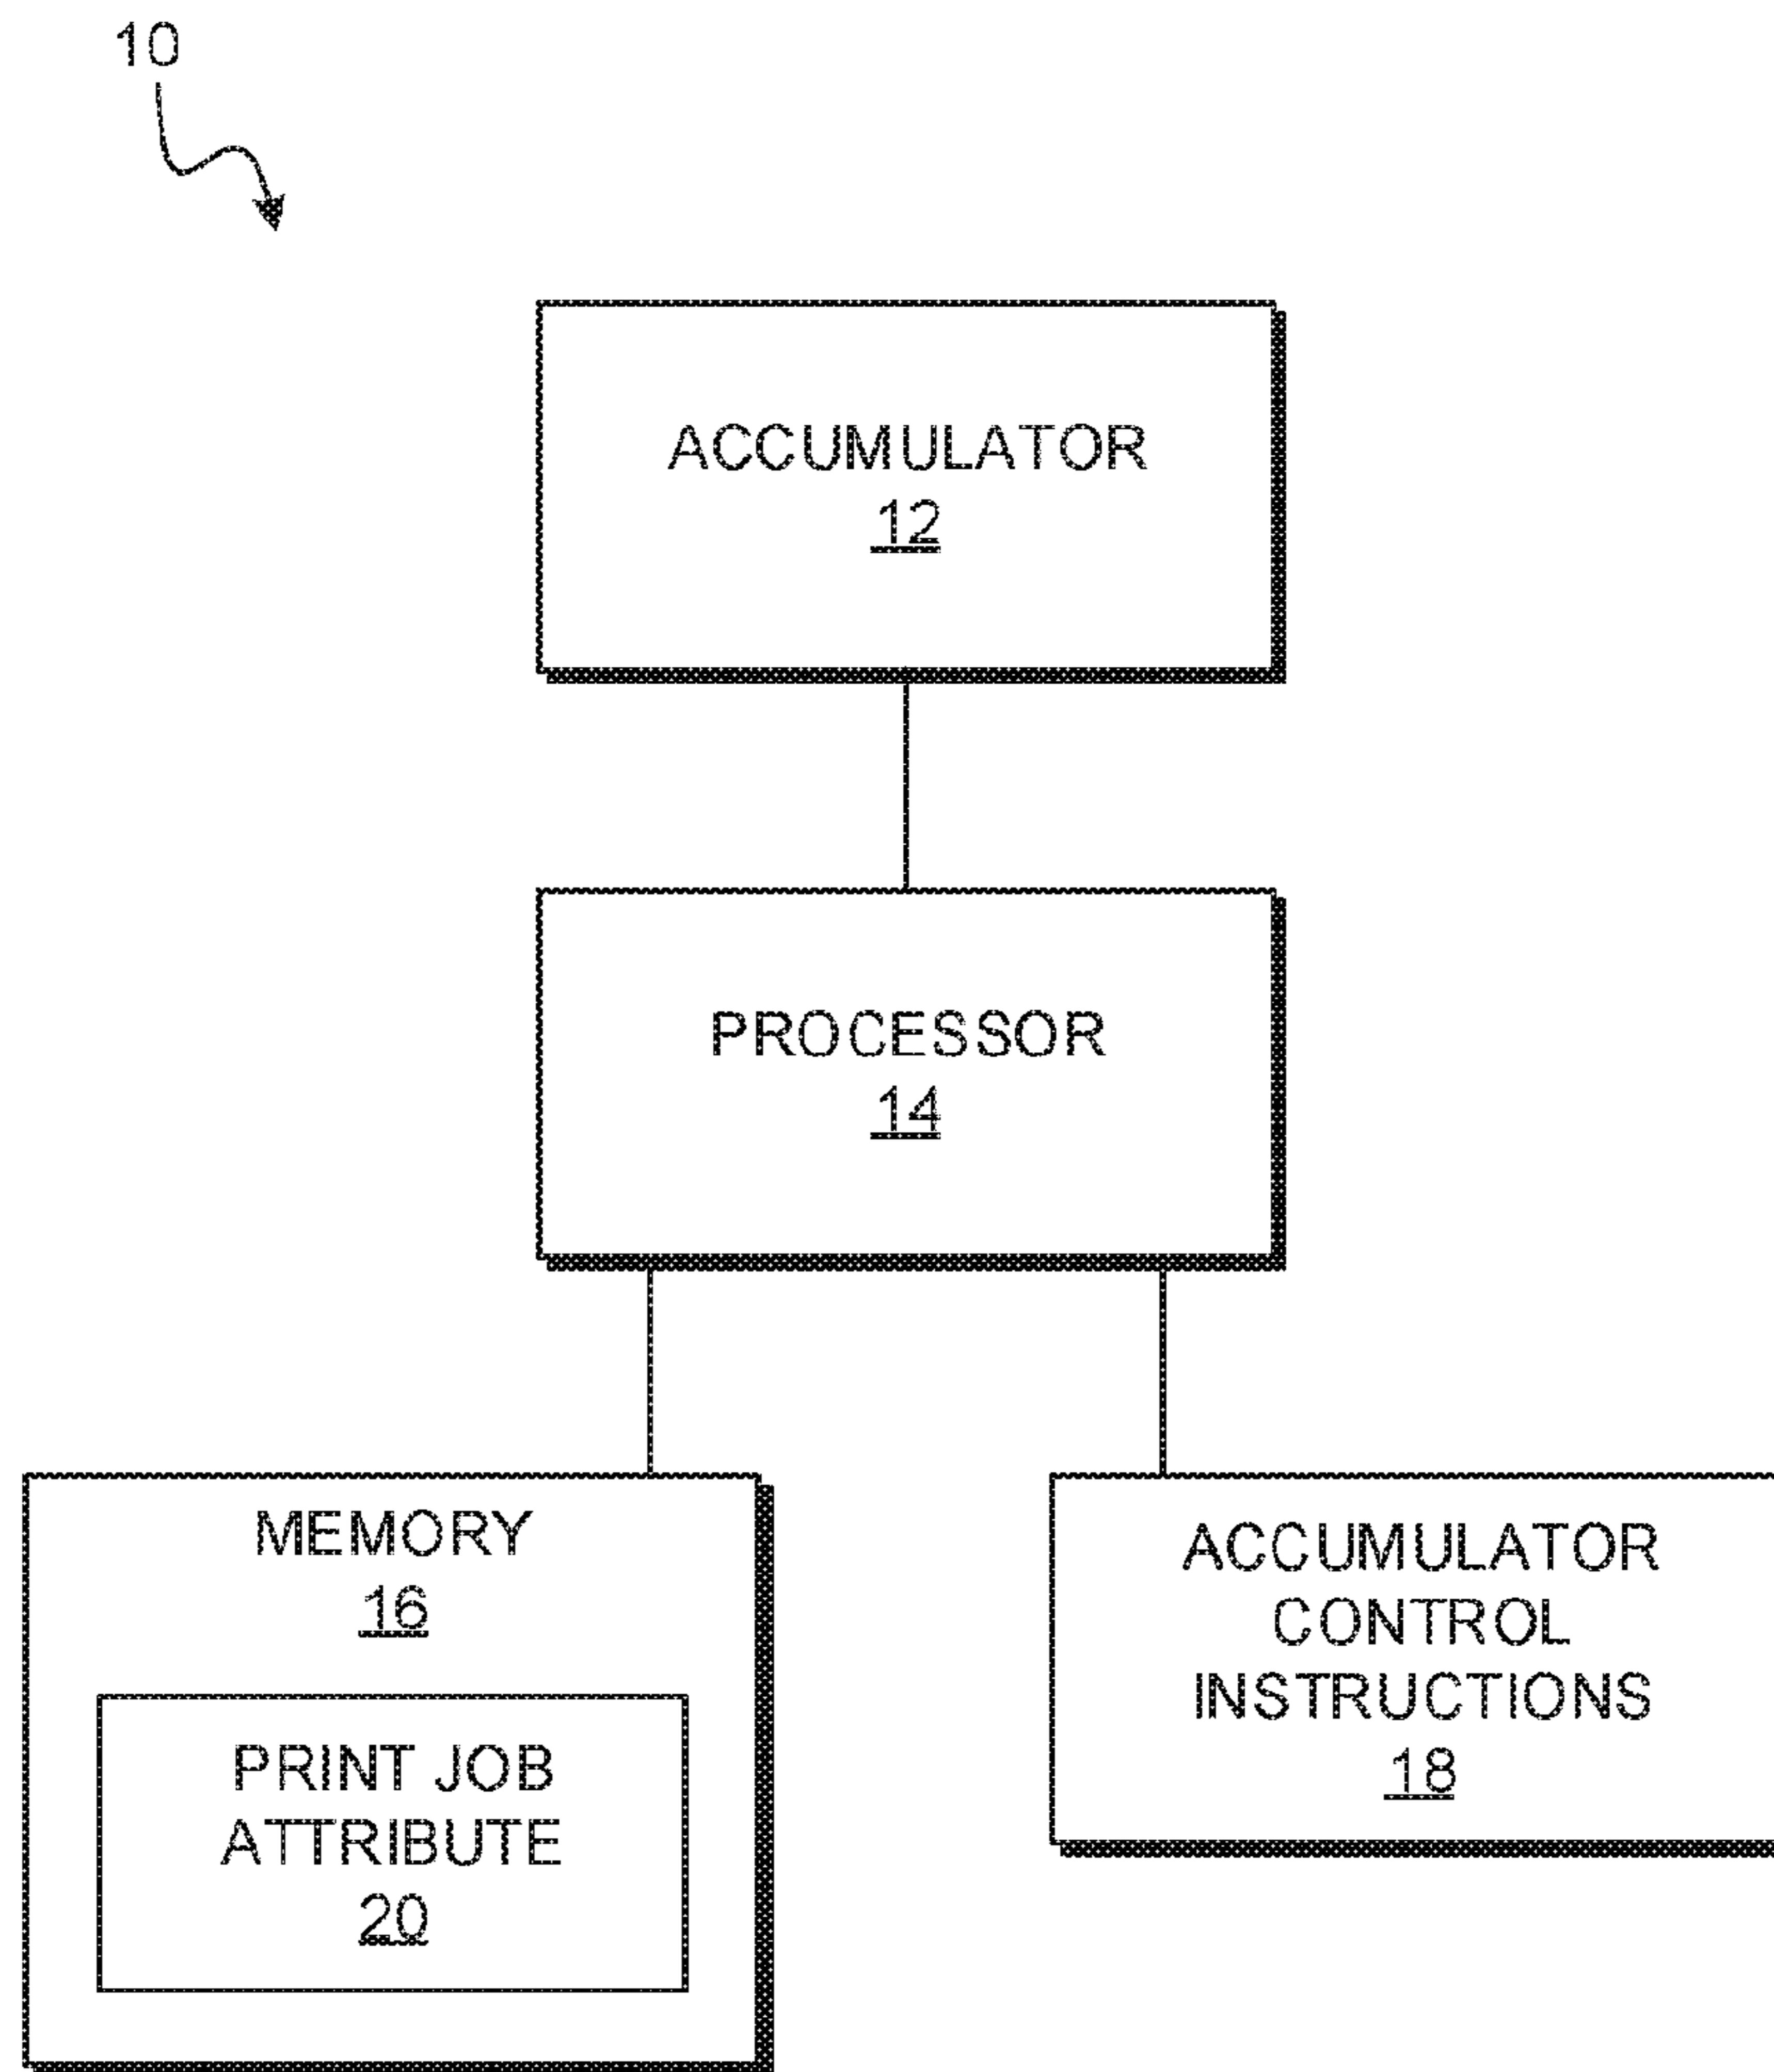 10
ACCUMULATOR
12
PROCESSOR
14
MEMORY
16
PRINT JOB
ATTRIBUTE
20
ACCUMULATOR
CONTROL
INSTRUCTIONS
18